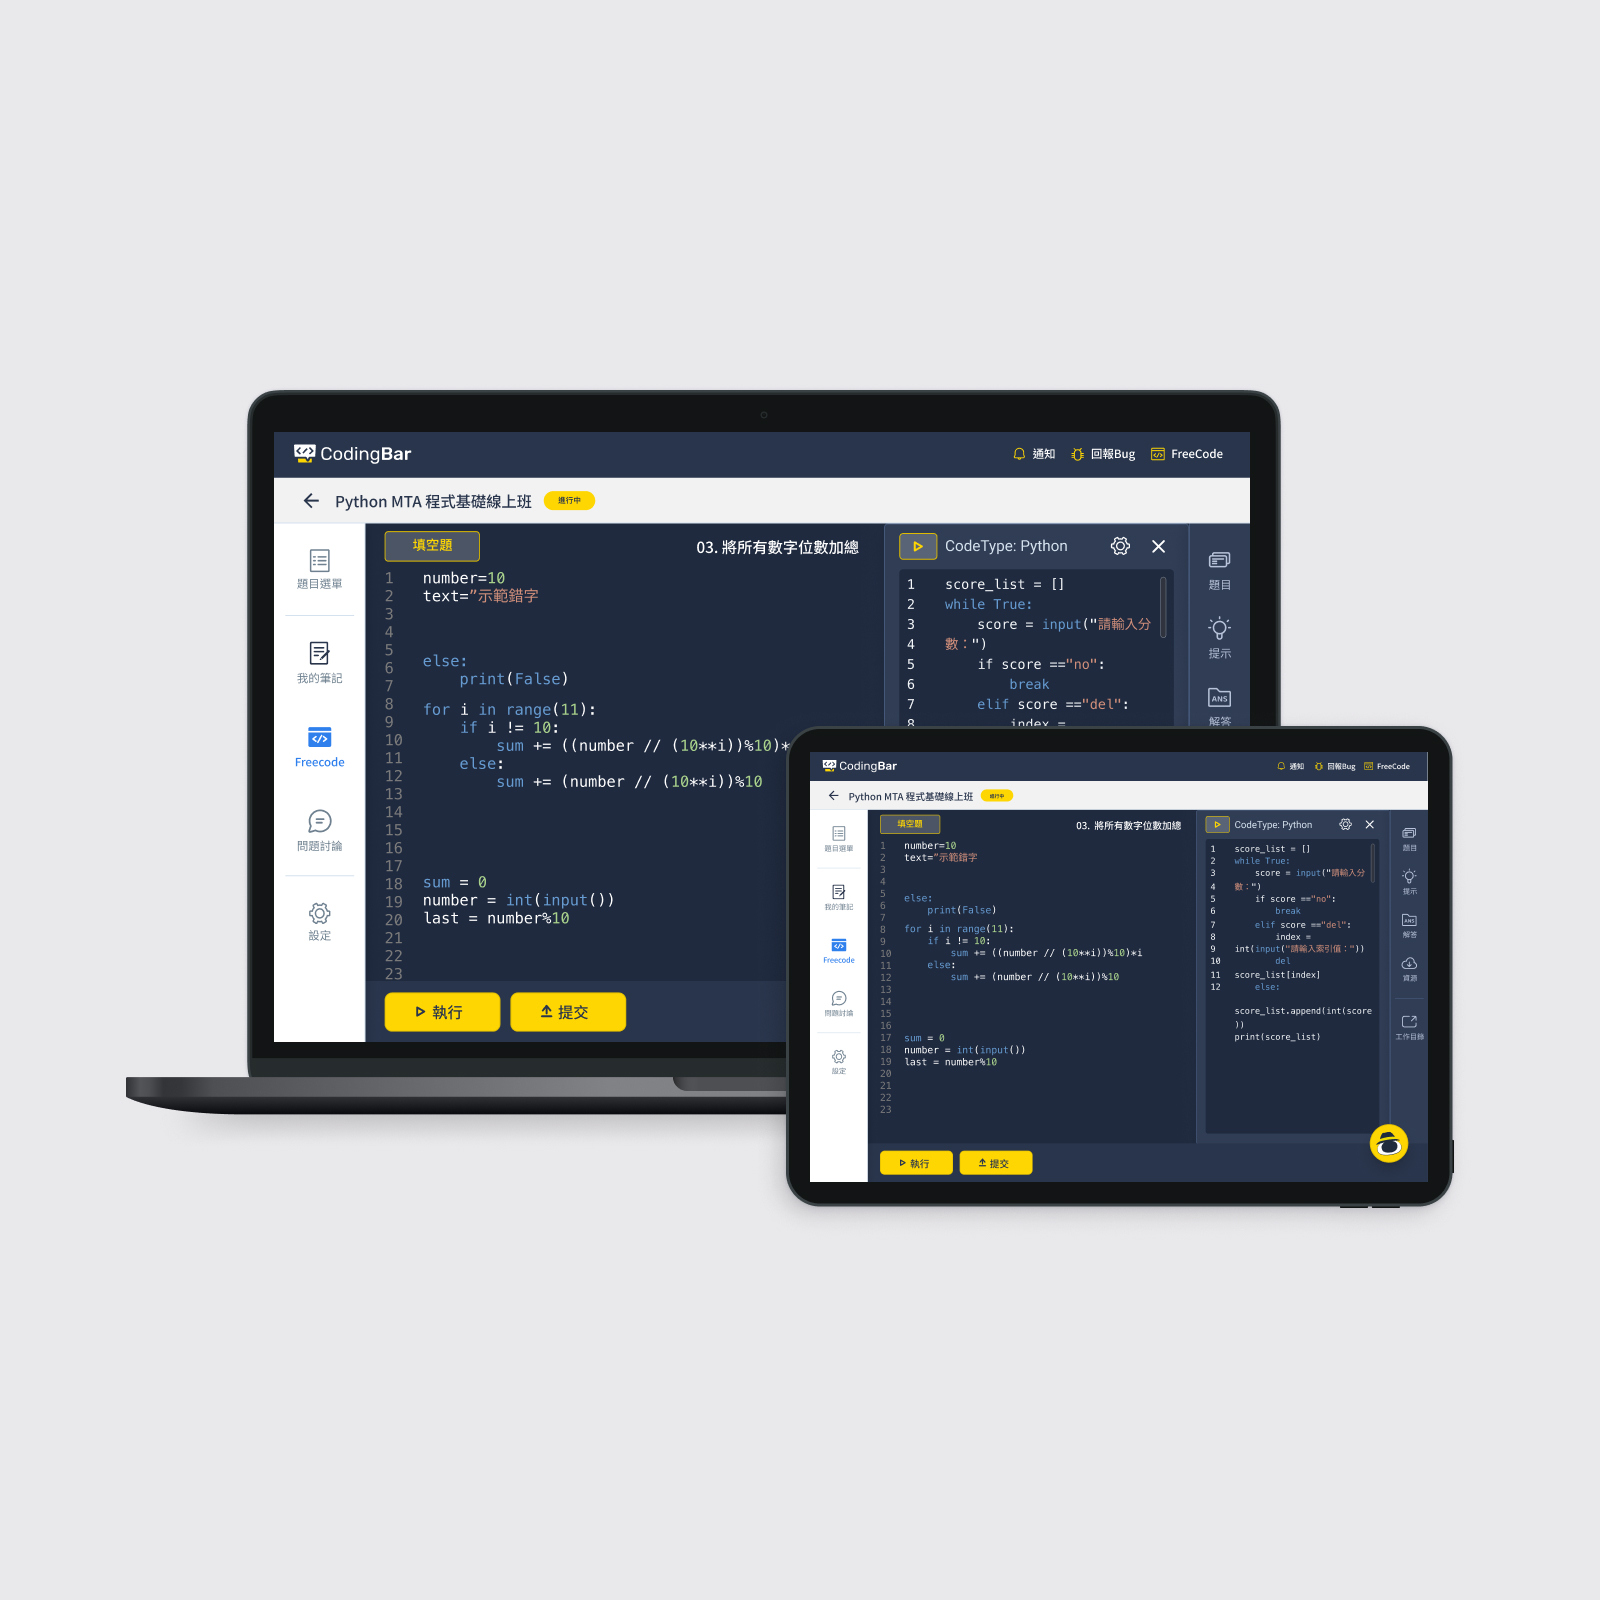 CodingBar
通知 回報Bug FreeCode
Python MTA 程式基礎線上班 進行中
題目選單
我的筆記
Freecode
問題討論
設定
填空題
03. 將所有數字位數加總
1 number=10
2 text=”示範錯字
3
4
5
6 else:
7 print(False)
8 for i in range(11):
9 if i != 10:
10 sum += ((number // (10**i))%10)*
11 else:
12 sum += (number // (10**i))%10
13
14
15
16
17
18 sum = 0
19 number = int(input())
20 last = number%10
21
22
23
執行
提交
CodeType: Python
1 score_list = []
2 while True:
3 score = input("請輸入分
4 數：")
5 if score =="no":
6 break
7 elif score =="del":
8 index =
題目
提示
ANS
解答
CodingBar
通知 回報Bug FreeCode
Python MTA 程式基礎線上班 進行中
題目選單
我的筆記
Freecode
問題討論
設定
填空題
03. 將所有數字位數加總
1 number=10
2 text=”示範錯字
3
4
5 else:
6 print(False)
7
8 for i in range(11):
9 if i != 10:
10 sum += ((number // (10**i))%10)*i
11 else:
12 sum += (number // (10**i))%10
13
14
15
16
17 sum = 0
18 number = int(input())
19 last = number%10
20
21
22
23
執行
提交
CodeType: Python
1 score_list = []
2 while True:
3 score = input("請輸入分
4 數：")
5 if score =="no":
6 break
7 elif score =="del":
8 index =
9 int(input("請輸入索引值："))
10 del
11 score_list[index]
12 else:
score_list.append(int(score
))
print(score_list)
題目
提示
ANS
解答
資源
工作目錄